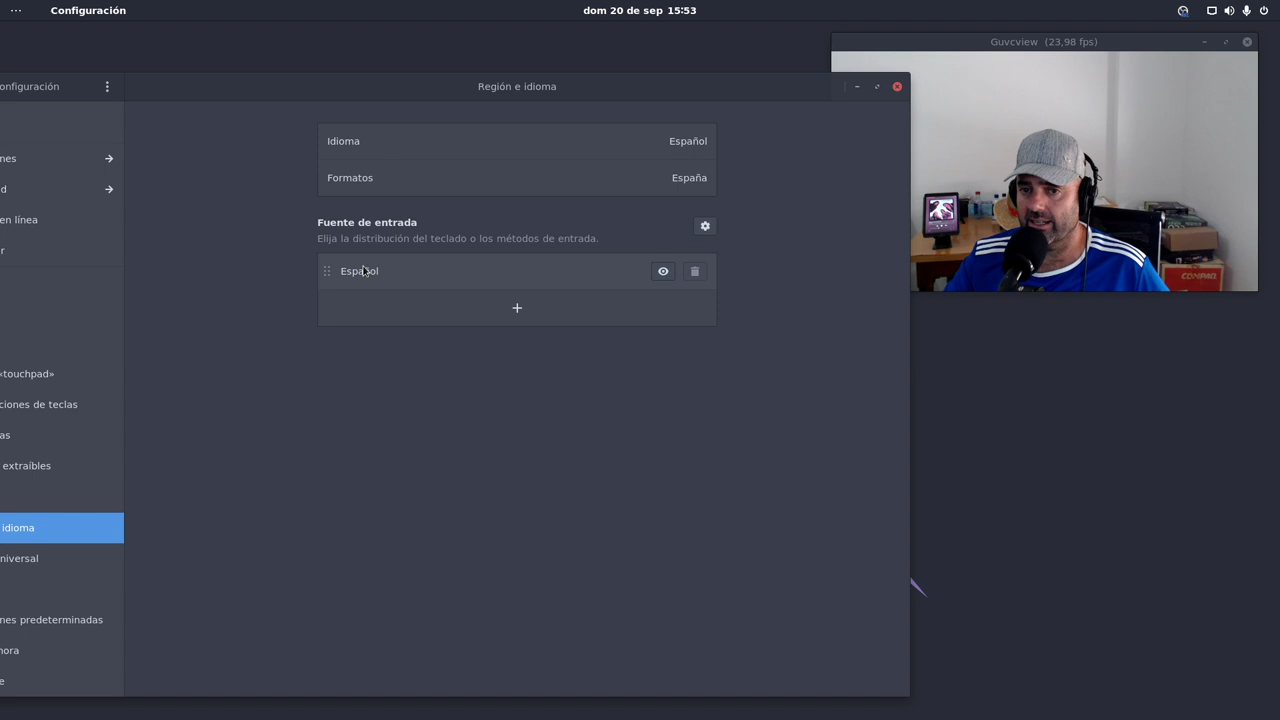 Configuración
dom 20 de sep 15:53
Guvcview (23,98 fps)
onfiguración
Región e idioma
nes
d
en línea
r
«touchpad»
ciones de teclas
as
extraíbles
idioma
niversal
nes predeterminadas
hora
e
Idioma
Español
Formatos
España
Fuente de entrada
Elija la distribución del teclado o los métodos de entrada.
Español
COMPAQ